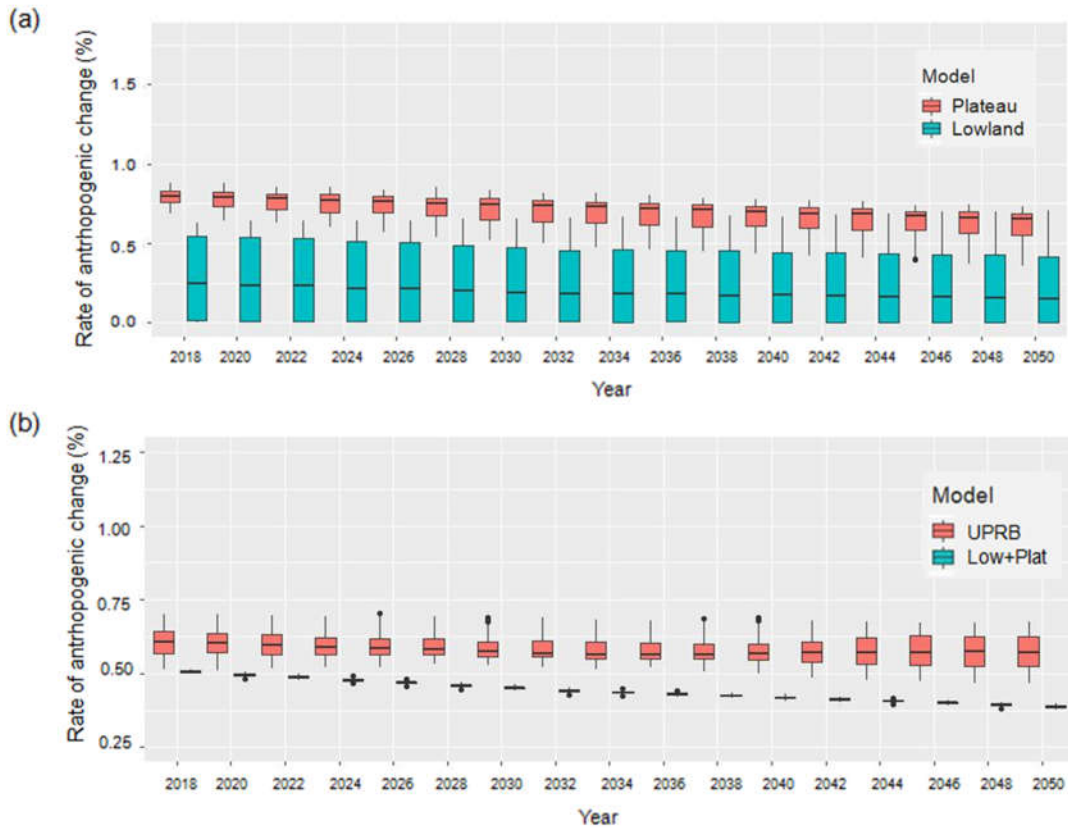 (a)
Rate of antrhopogenic change (%)
1.5
1.0
0.5
0.0
Model
Plateau
Lowland
2018 2020 2022 2024 2026 2028 2030 2032 2034 2036 2038 2040 2042 2044 2046 2048 2050
Year
(b)
Rate of antrhopogenic change (%)
1.25
1.00
0.75
0.50
0.25
Model
UPRB
Low+Plat
2018 2020 2022 2024 2026 2028 2030 2032 2034 2036 2038 2040 2042 2044 2046 2048 2050
Year